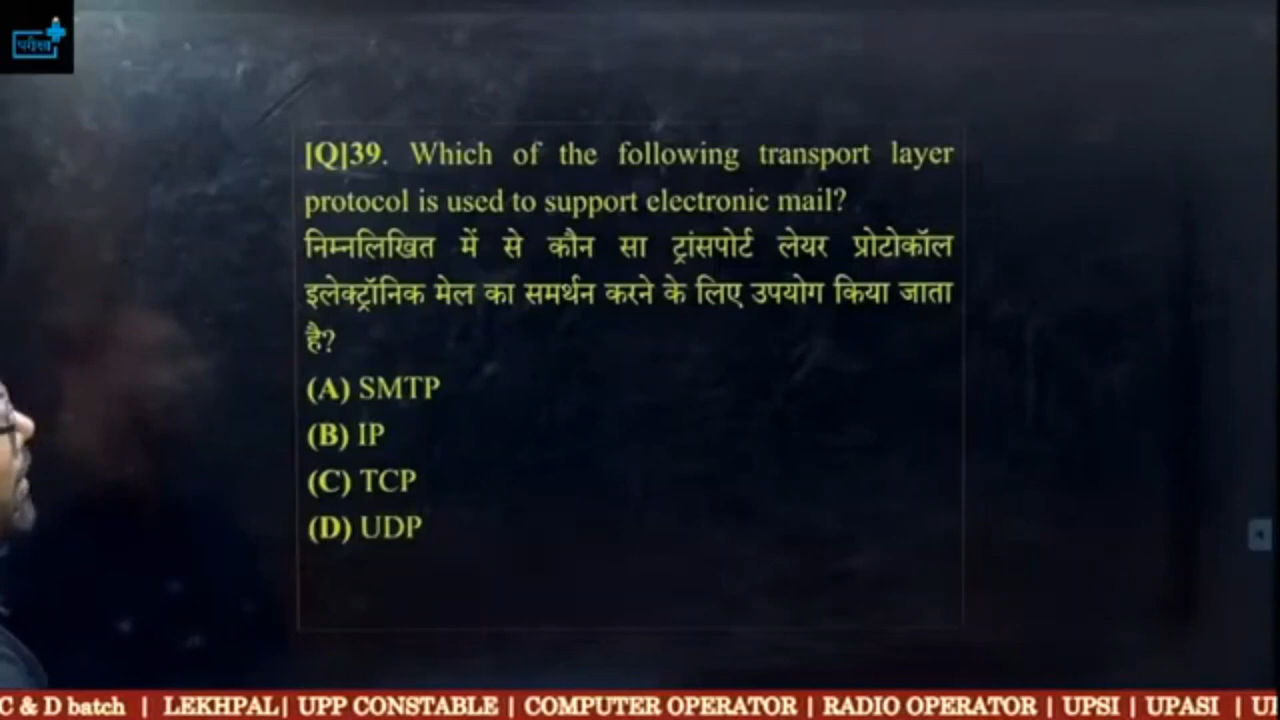 परीक्षा
[Q]39. Which of the following transport layer
protocol is used to support electronic mail?
निम्नलिखित में से कौन सा ट्रांसपोर्ट लेयर प्रोटोकॉल
इलेक्ट्रॉनिक मेल का समर्थन करने के लिए उपयोग किया जाता
है?
(A) SMTP
(B) IP
(C) TCP
(D) UDP
C & D batch | LEKHPAL| UPP CONSTABLE | COMPUTER OPERATOR | RADIO OPERATOR | UPSI | UPASI |